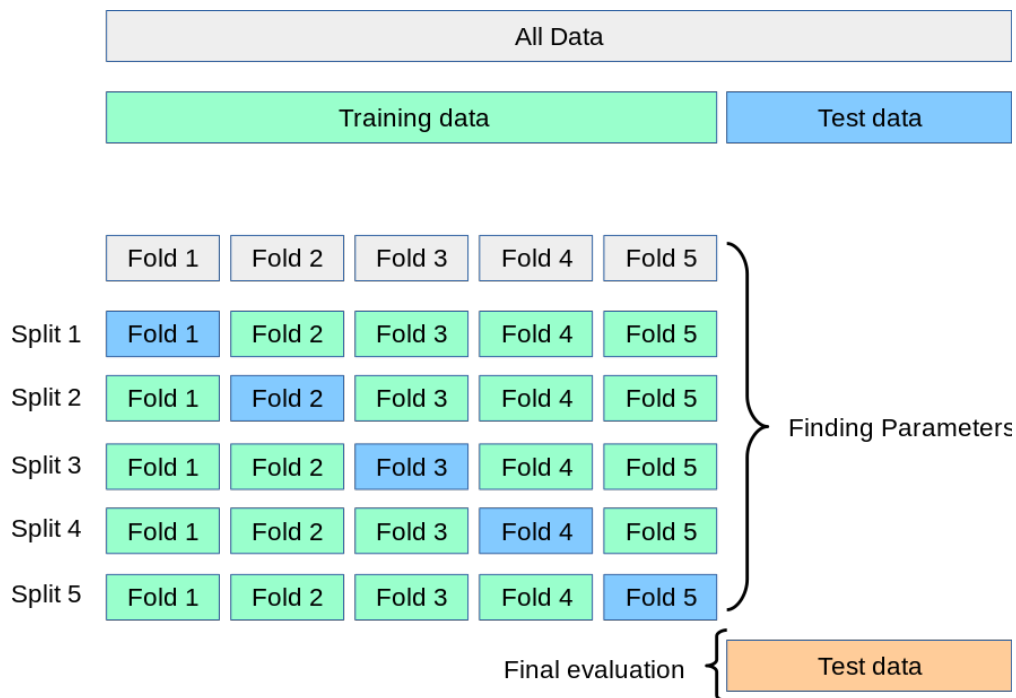 All Data
Training data Test data
Fold 1 Fold 2 Fold 3 Fold 4 Fold 5
Split 1 Fold 1 Fold 2 Fold 3 Fold 4 Fold 5
Split 2 Fold 1 Fold 2 Fold 3 Fold 4 Fold 5
Finding Parameters
Split 3 Fold 1 Fold 2 Fold 3 Fold 4 Fold 5
Split 4 Fold 1 Fold 2 Fold 3 Fold 4 Fold 5
Split 5 Fold 1 Fold 2 Fold 3 Fold 4 Fold 5
Final evaluation Test data